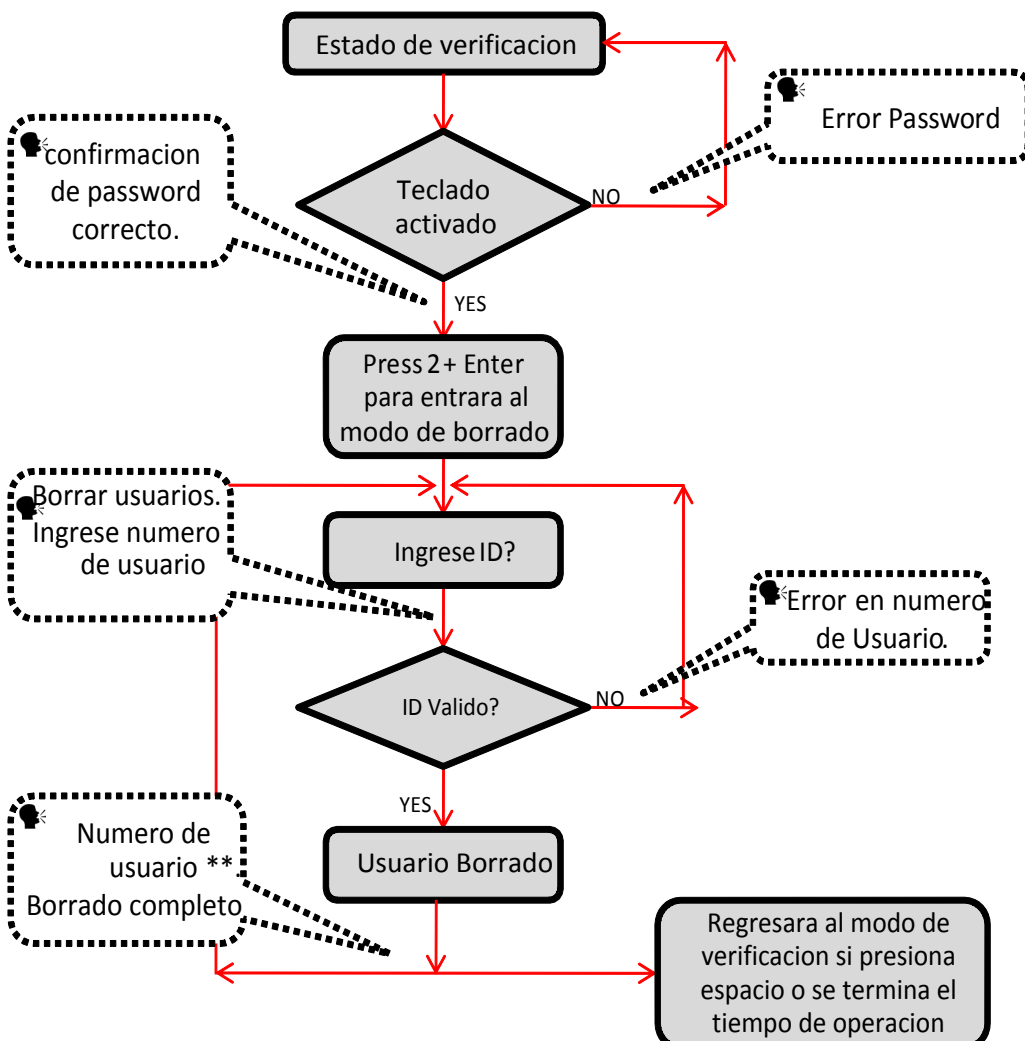 Estado de verificacion
Error Password
confirmacion
de password
correcto.
Teclado
activado
NO
YES
Press 2+ Enter
para entrara al
modo de borrado
Borrar usuarios.
Ingrese numero
de usuario
Ingrese ID?
Error en numero
de Usuario.
ID Valido?
NO
YES
Numero de
usuario **.
Borrado completo
Usuario Borrado
Regresara al modo de
verificacion si presiona
espacio o se termina el
tiempo de operacion